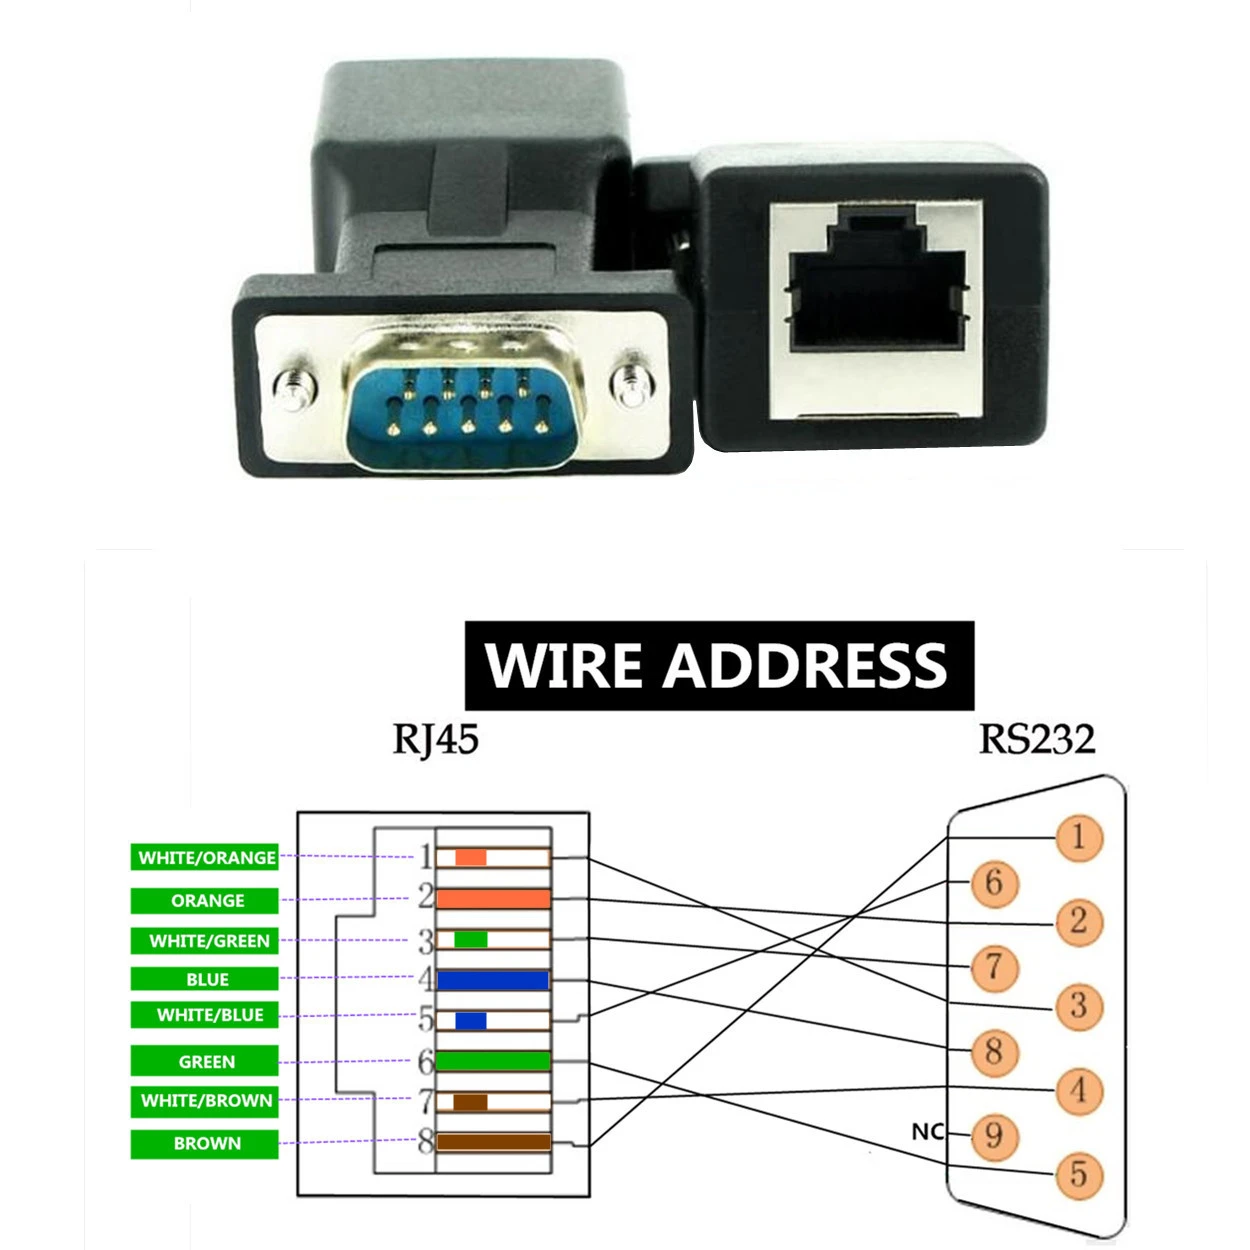 WIRE ADDRESS
RJ45
RS232
WHITE/ORANGE
ORANGE
WHITE/GREEN
BLUE
WHITE/BLUE
GREEN
WHITE/BROWN
BROWN
1
2
3
4
5
6
7
8
1
6
2
7
3
8
4
NC 9
5